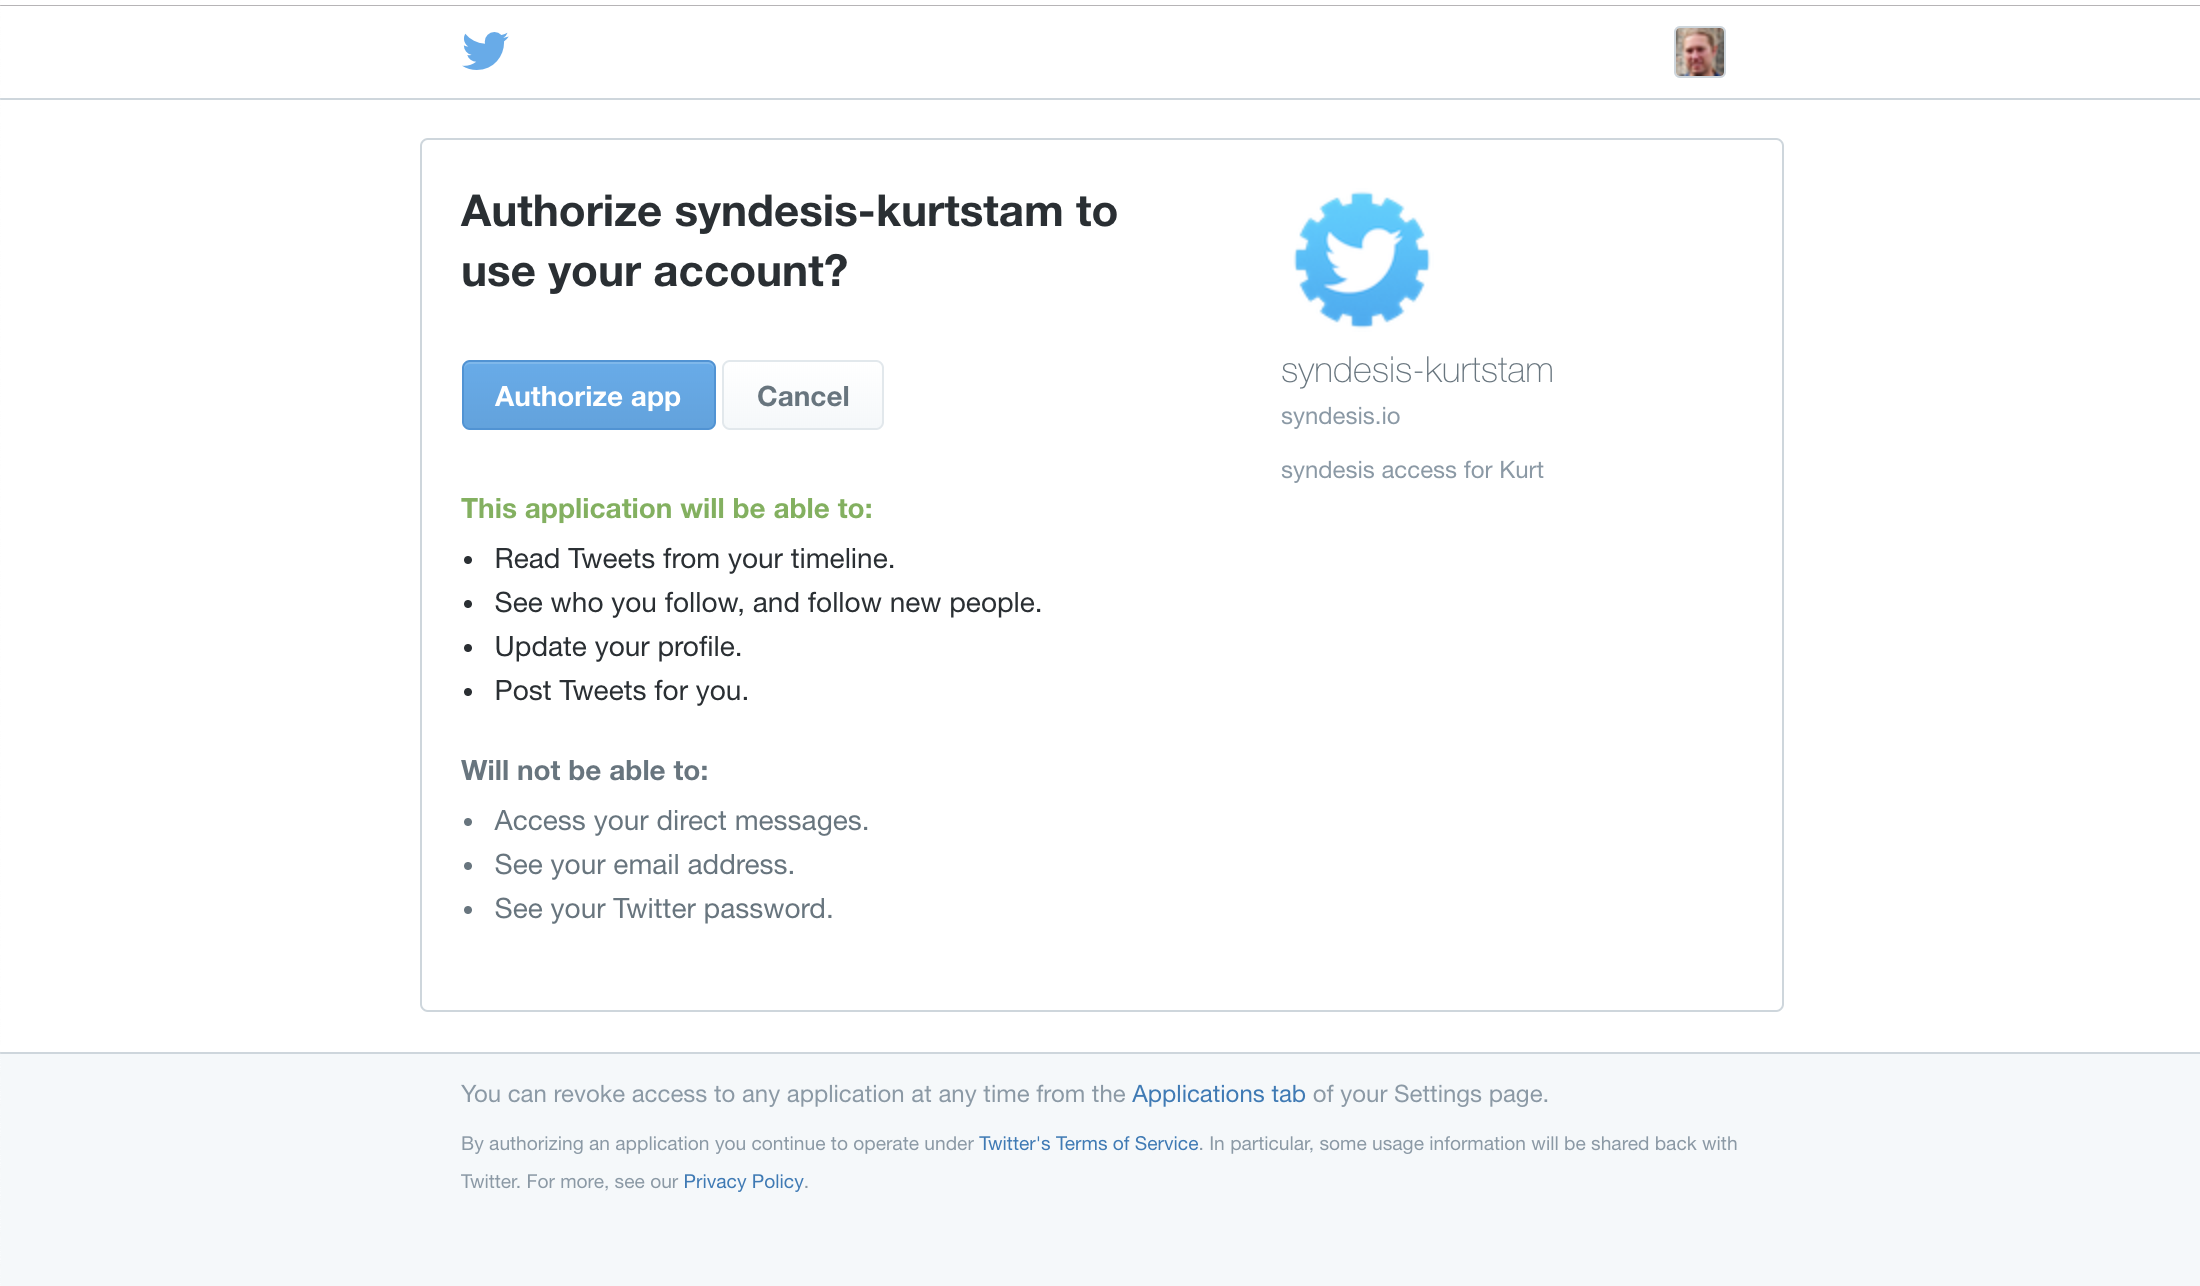 Authorize syndesis-kurtstam to
use your account?
Authorize app
Cancel
This application will be able to:
• Read Tweets from your timeline.
• See who you follow, and follow new people.
• Update your profile.
• Post Tweets for you.
Will not be able to:
• Access your direct messages.
• See your email address.
• See your Twitter password.
syndesis-kurtstam
syndesis.io
syndesis access for Kurt
You can revoke access to any application at any time from the Applications tab of your Settings page.
By authorizing an application you continue to operate under Twitter's Terms of Service. In particular, some usage information will be shared back with
Twitter. For more, see our Privacy Policy.